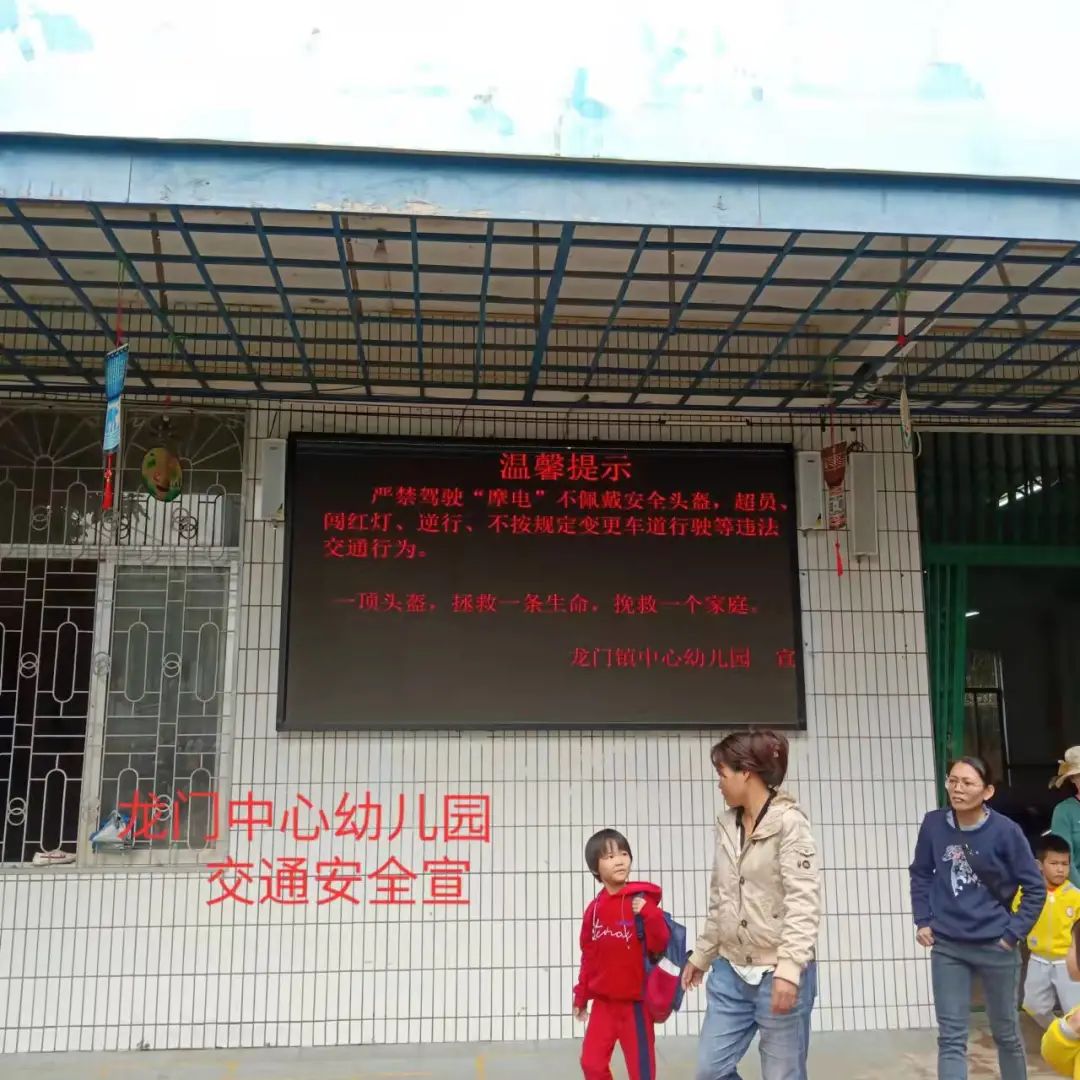 温馨提示
严禁驾驶“摩电”不佩戴安全头盔，超员、
闯红灯、逆行、不按规定变更车道行驶等违法
交通行为。
一顶头盔，拯救一条生命，挽救一个家庭。
龙门镇中心幼儿园 宣
龙门中心幼儿园
交通安全宣